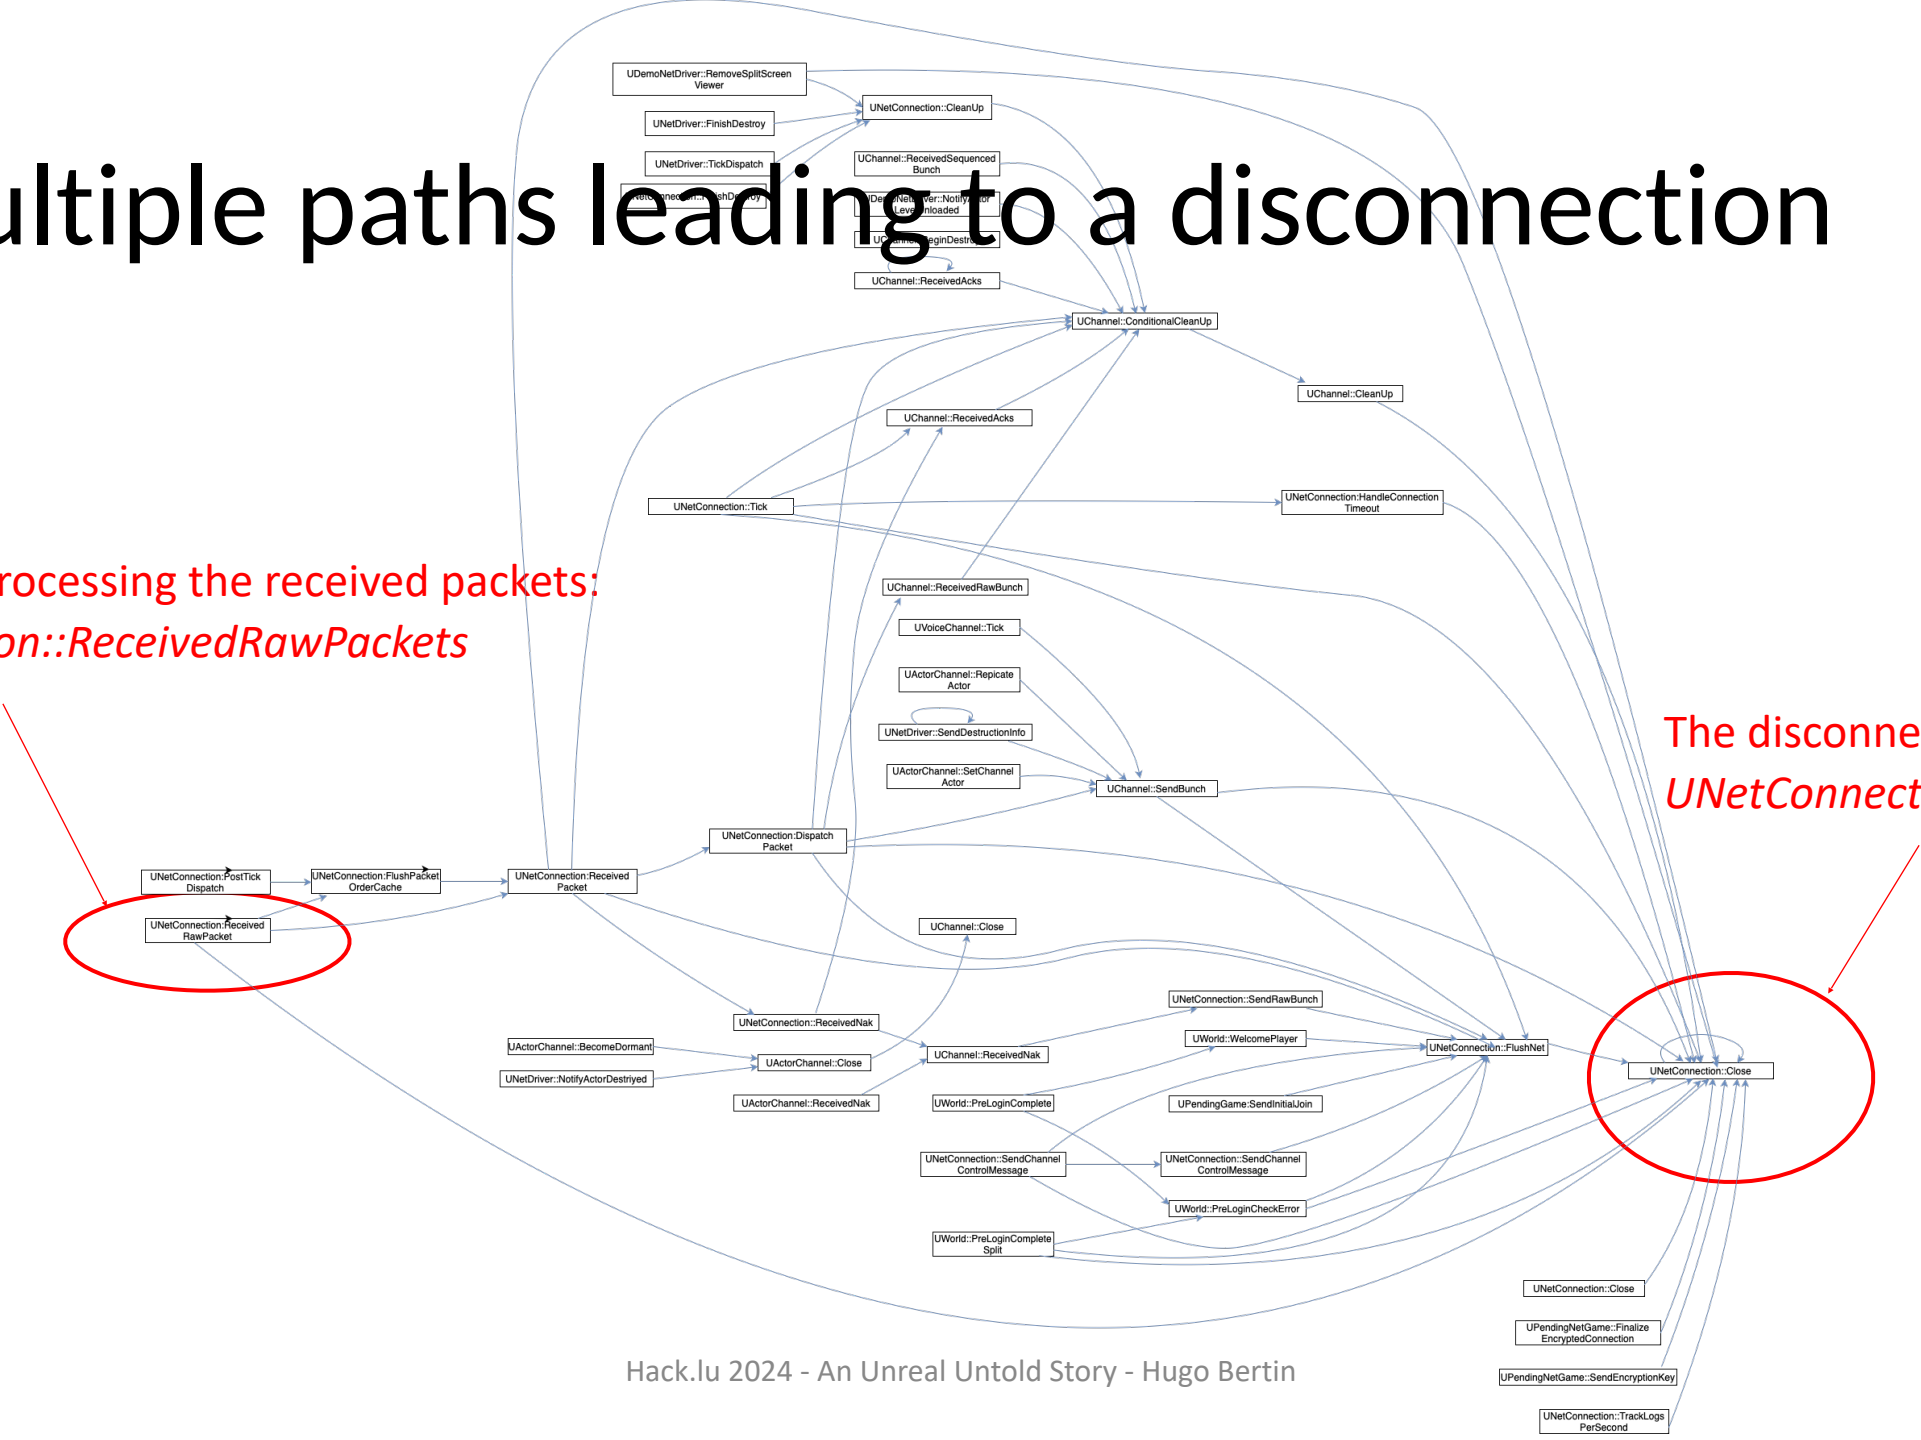 UDemoNetDriver::RemoveSplitScreen
Viewer
UNetConnection::CleanUp
UNetDriver::FinishDestroy
UNetDriver::TickDispatch
UChannel::ReceivedSequenced
Bunch
ultiple paths leading to a disconnection
UChannel::ReceivedAcks
UChannel::ConditionalCleanUp
UChannel::CleanUp
UChannel::ReceivedAcks
UNetConnection::Tick
UNetConnection:HandleConnection
Timeout
rocessing the received packets:
on::ReceivedRawPackets
UChannel::ReceivedRawBunch
UVoiceChannel::Tick
UActorChannel::Repicate
Actor
UNetDriver::SendDestructionInfo
UActorChannel::SetChannel
Actor
UChannel::SendBunch
The disconne
UNetConnect
UNetConnection:Dispatch
Packet
UNetConnection:PostTick
Dispatch
UNetConnection:FlushPacket
OrderCache
UNetConnection:Received
Packet
UNetConnection:Received
RawPacket
UChannel::Close
UNetConnection::SendRawBunch
UNetConnection::ReceivedNak
UWorld::WelcomePlayer
UActorChannel::BecomeDormant
UActorChannel::Close
UChannel::ReceivedNak
UNetConnection::FlushNet
UNetConnection::Close
UNetDriver::NotifyActorDestriyed
UActorChannel::ReceivedNak
UWorld::PreLoginComplete
UPendingGame:SendInitialJoin
UNetConnection::SendChannel
ControlMessage
UNetConnection::SendChannel
ControlMessage
UWorld::PreLoginCheckError
UWorld::PreLoginComplete
Split
UNetConnection::Close
UPendingNetGame::Finalize
EncryptedConnection
UPendingNetGame::SendEncryptionKey
UNetConnection::TrackLogs
PerSecond
Hack.lu 2024 - An Unreal Untold Story - Hugo Bertin